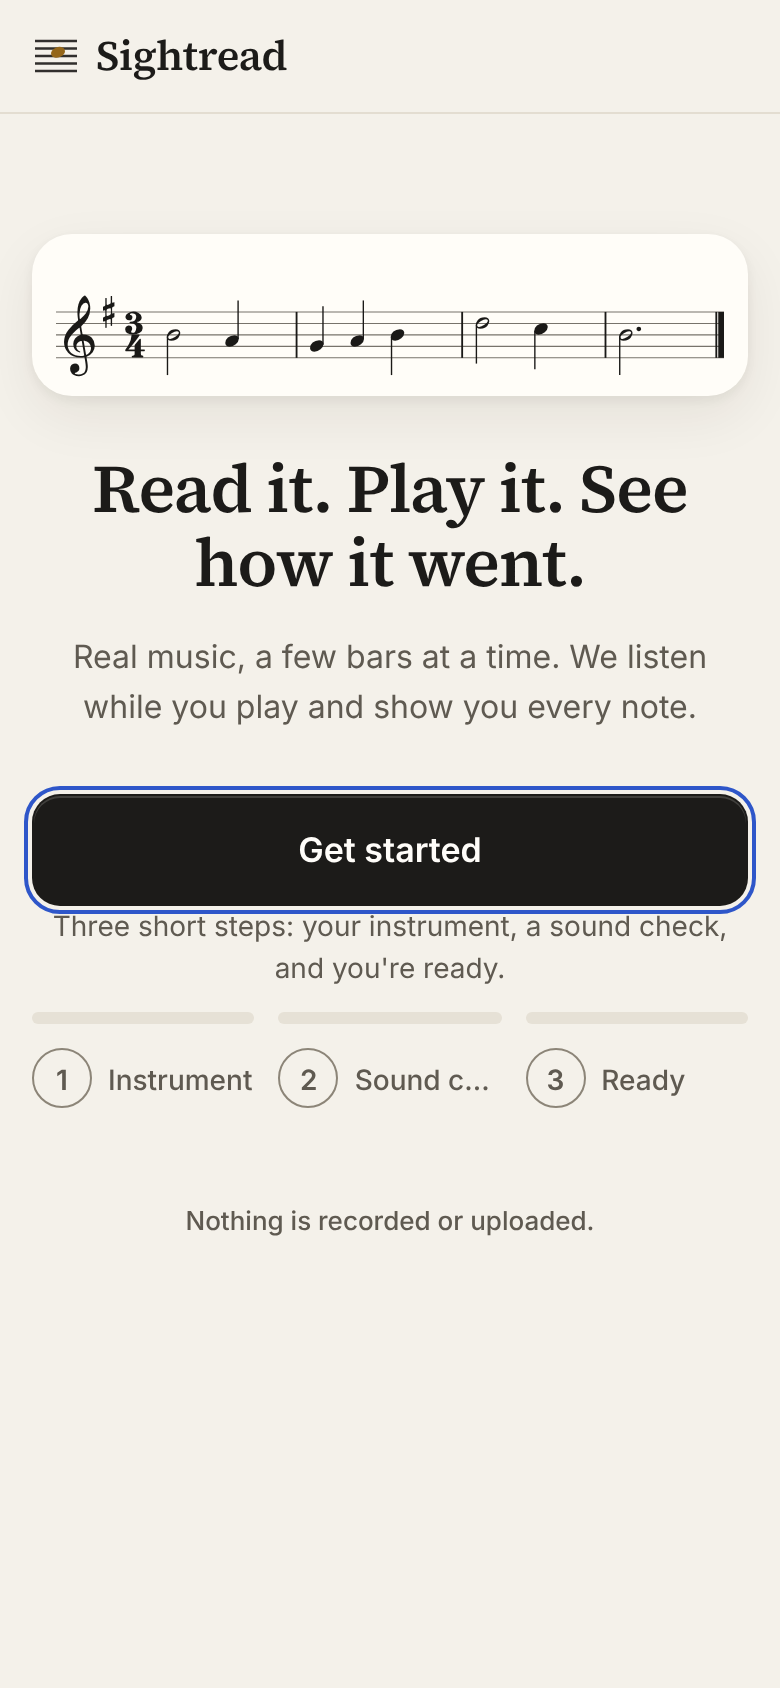 Sightread
3
4
Read it. Play it. See
how it went.
Real music, a few bars at a time. We listen
while you play and show you every note.
Get started
Three short steps: your instrument, a sound check,
and you're ready.
1 Instrument 2 Sound c... 3 Ready
Nothing is recorded or uploaded.